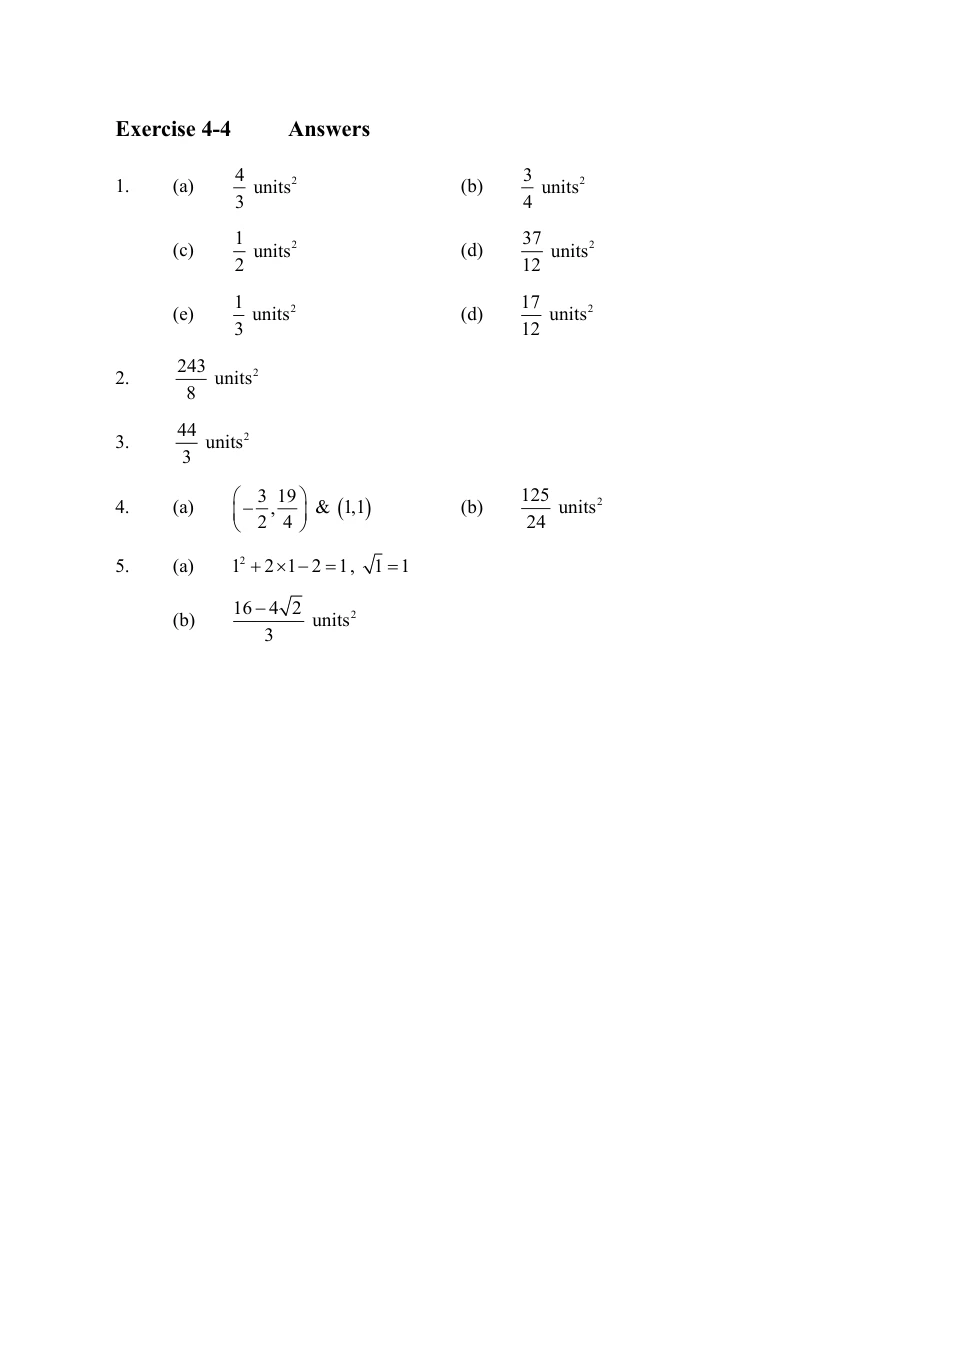 Exercise 4-4 Answers
1. (a) 4/3 units² (b) 3/4 units²
(c) 1/2 units² (d) 37/12 units²
(e) 1/3 units² (d) 17/12 units²
2. 243/8 units²
3. 44/3 units²
4. (a) (−3/2, 19/4) & (1,1) (b) 125/24 units²
5. (a) 1² + 2×1 − 2 = 1, √1 = 1
(b) (16 − 4√2)/3 units²